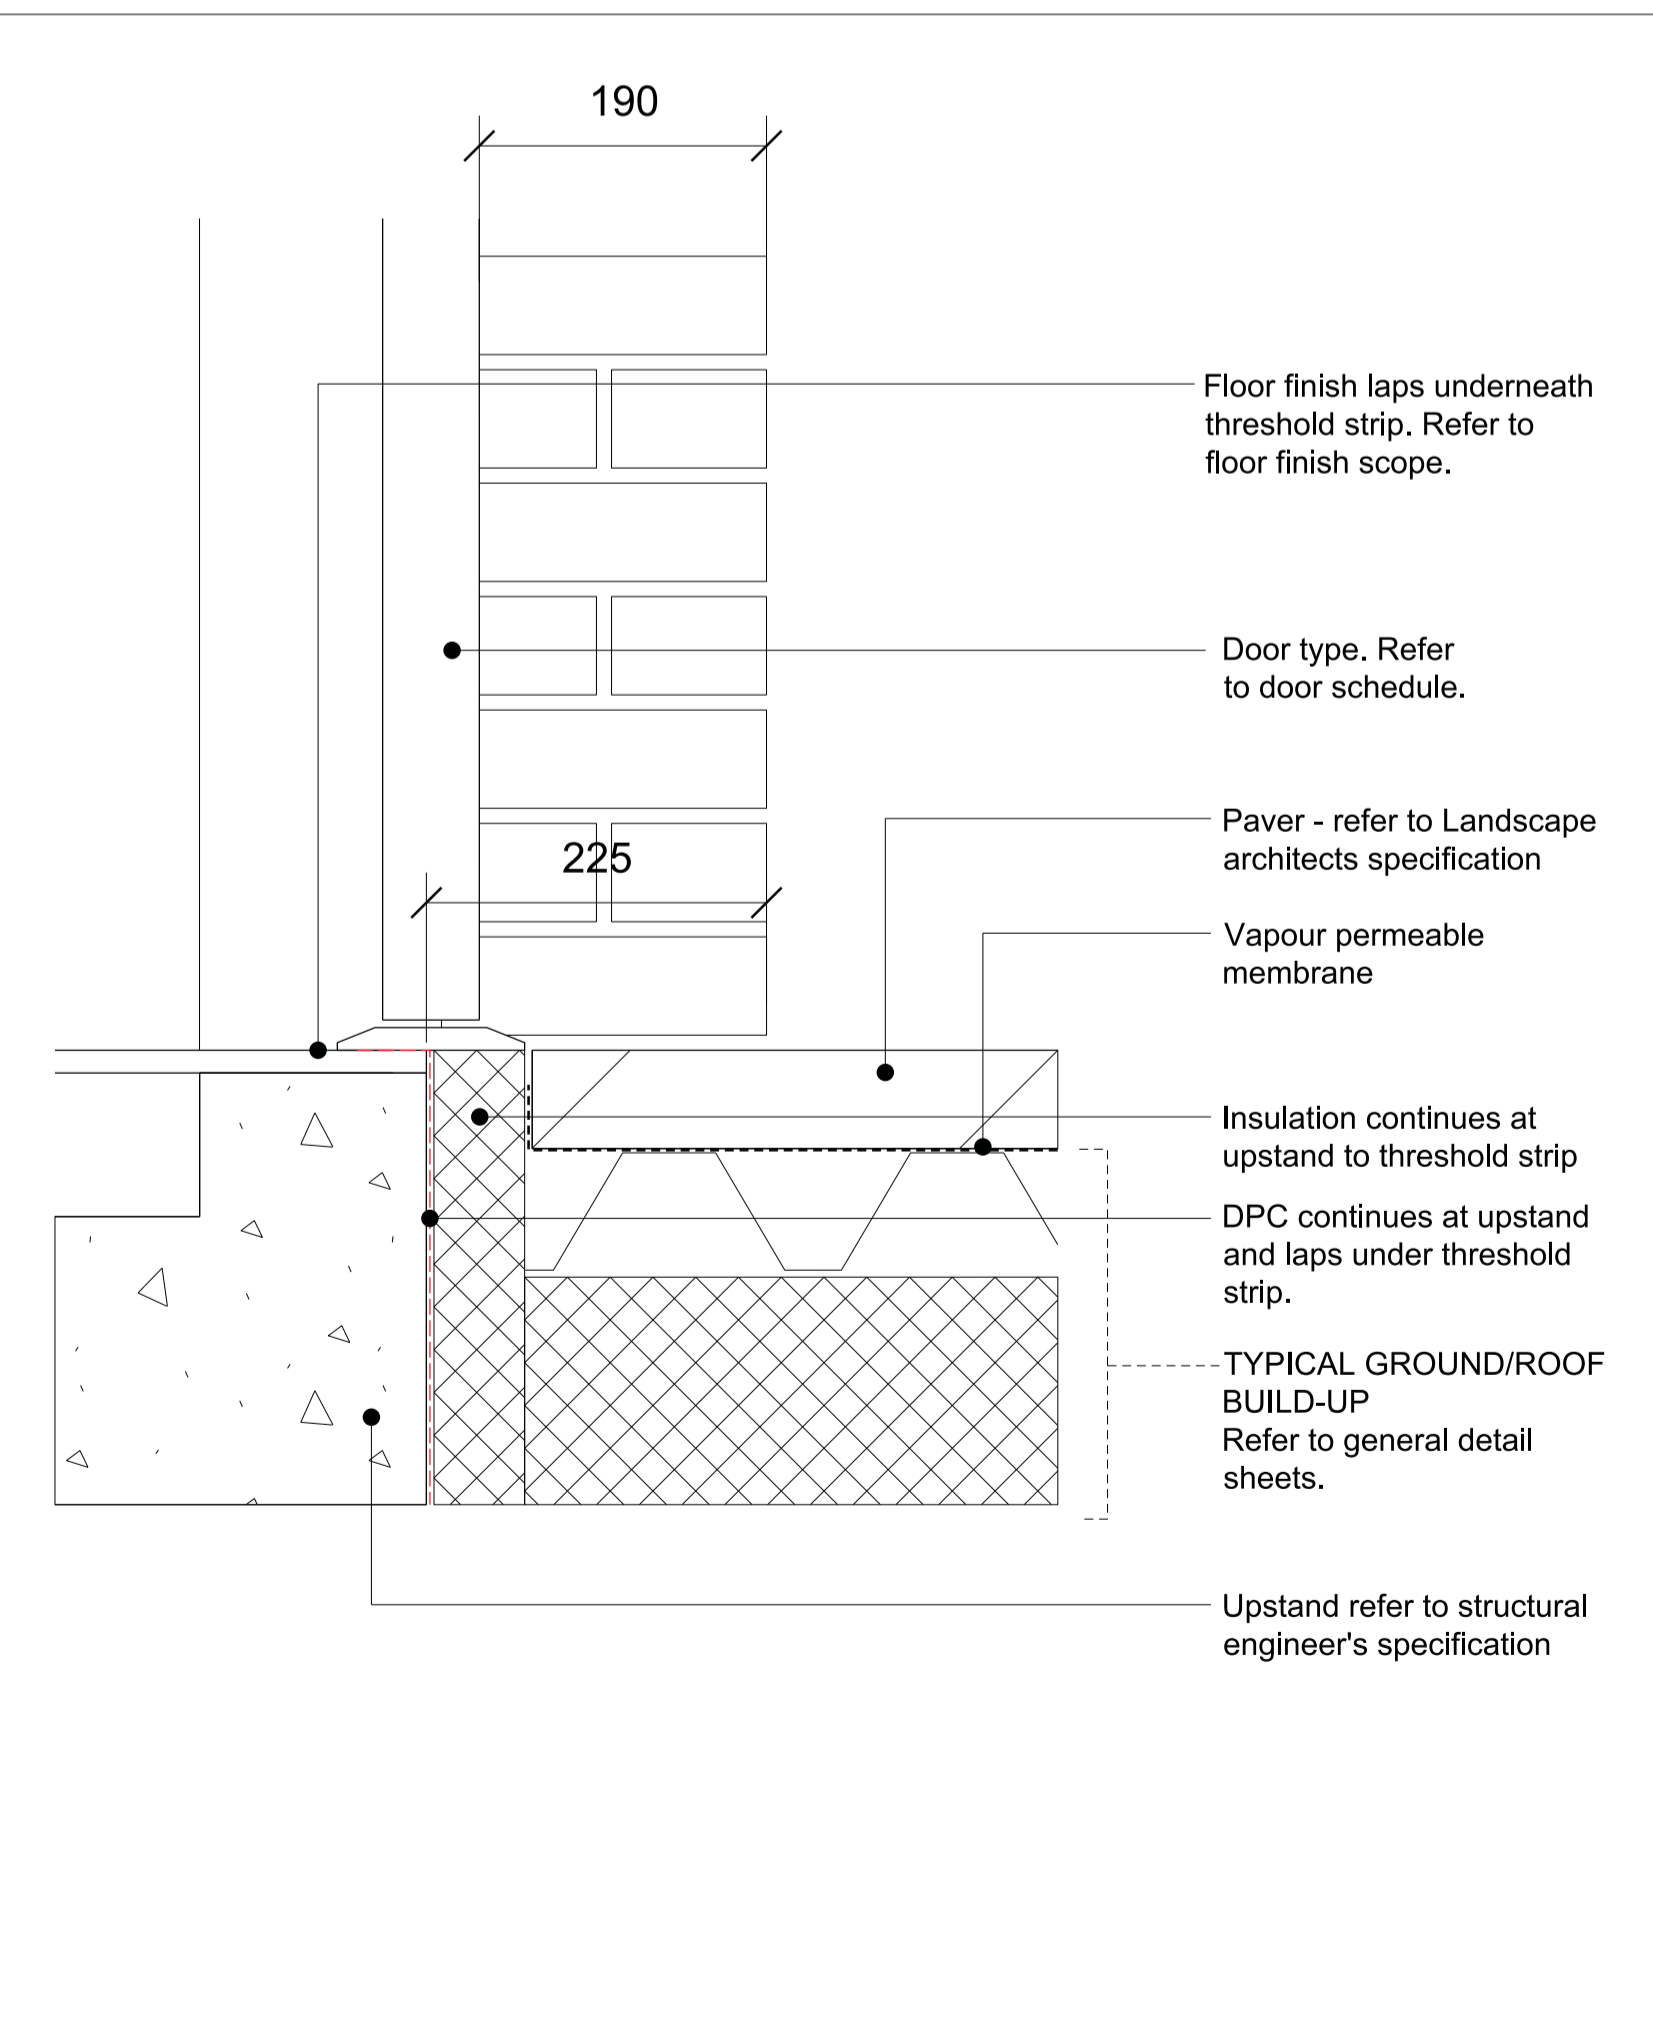 190
Floor finish laps underneath
threshold strip. Refer to
floor finish scope.
Door type. Refer
to door schedule.
Paver - refer to Landscape
architects specification
225
Vapour permeable
membrane
Insulation continues at
upstand to threshold strip
DPC continues at upstand
and laps under threshold
strip.
TYPICAL GROUND/ROOF
BUILD-UP
Refer to general detail
sheets.
Upstand refer to structural
engineer's specification